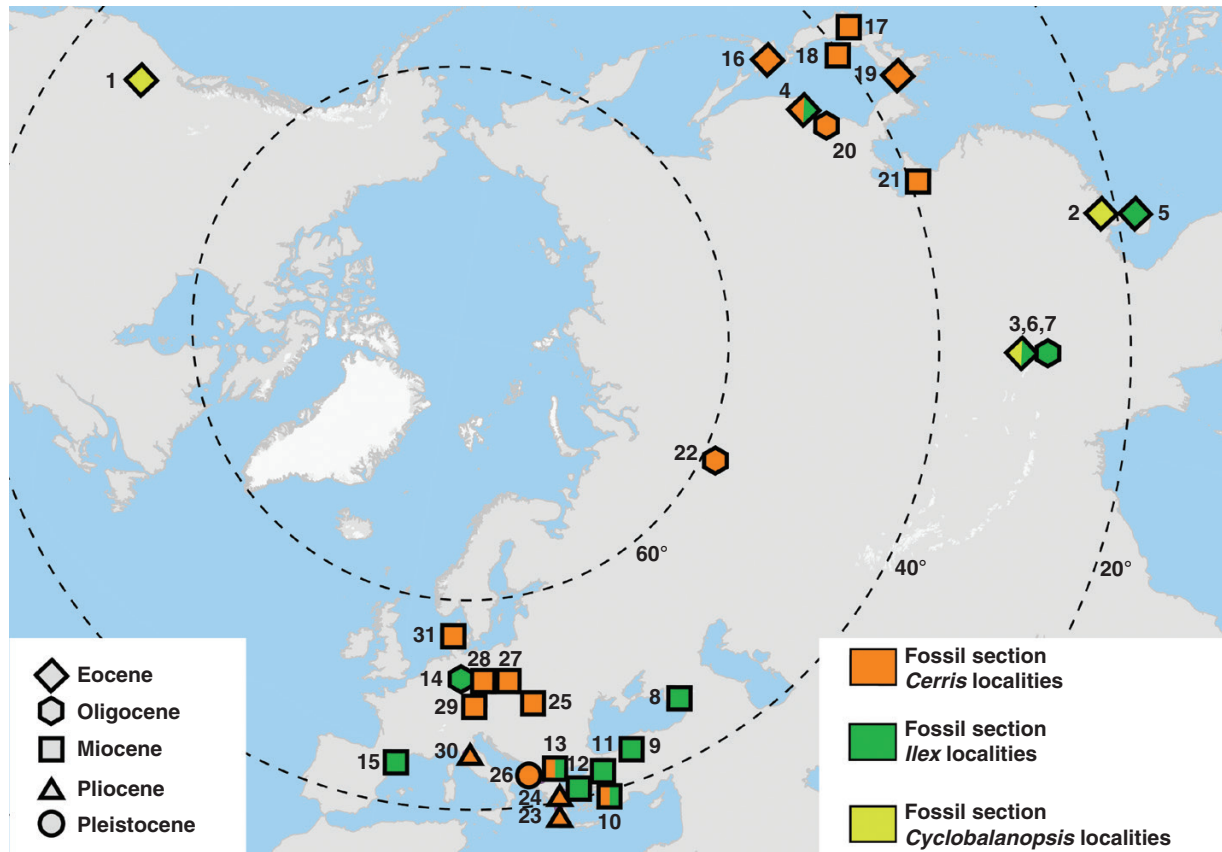 1
16
17
18
19
4
20
21
2
5
3,6,7
22
60°
40°
20°
31
28
27
14
29
25
8
30
15
13
12
11
9
26
24
23
10
Eocene
Oligocene
Miocene
Pliocene
Pleistocene
Fossil section
Cerris localities
Fossil section
Ilex localities
Fossil section
Cyclobalanopsis localities